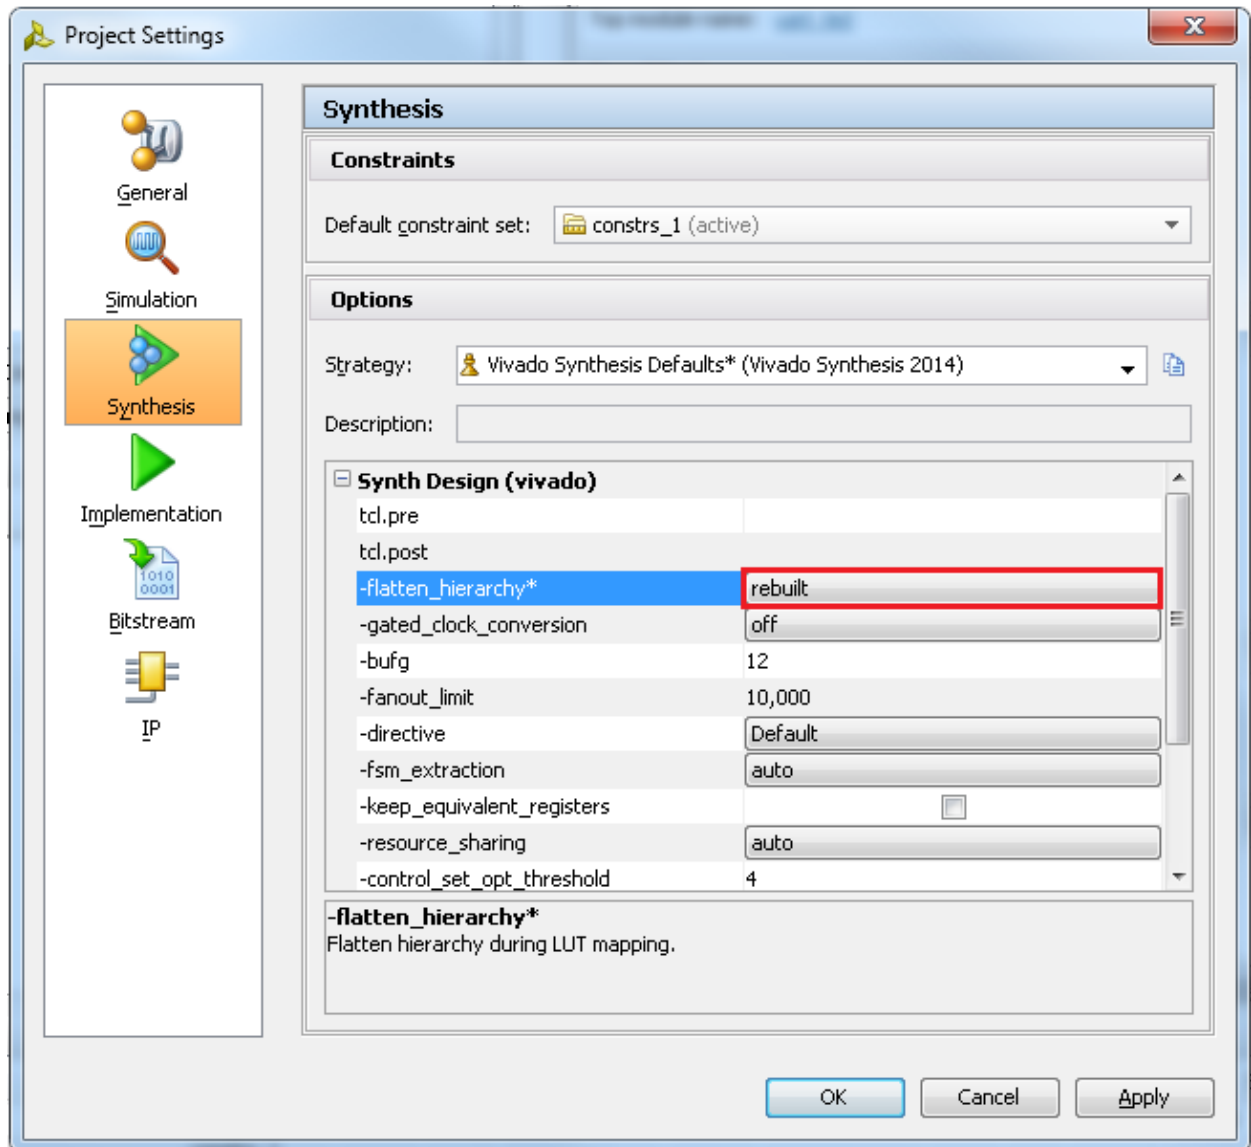 Project Settings
General
Simulation
Synthesis
Implementation
Bitstream
IP
Synthesis
Constraints
Default constraint set: constrs_1 (active)
Options
Strategy: Vivado Synthesis Defaults* (Vivado Synthesis 2014)
Description:
Synth Design (vivado)
tcl.pre
tcl.post
-flatten_hierarchy* rebuilt
-gated_clock_conversion off
-bufg 12
-fanout_limit 10,000
-directive Default
-fsm_extraction auto
-keep_equivalent_registers
-resource_sharing auto
-control_set_opt_threshold 4
-flatten_hierarchy*
Flatten hierarchy during LUT mapping.
OK Cancel Apply